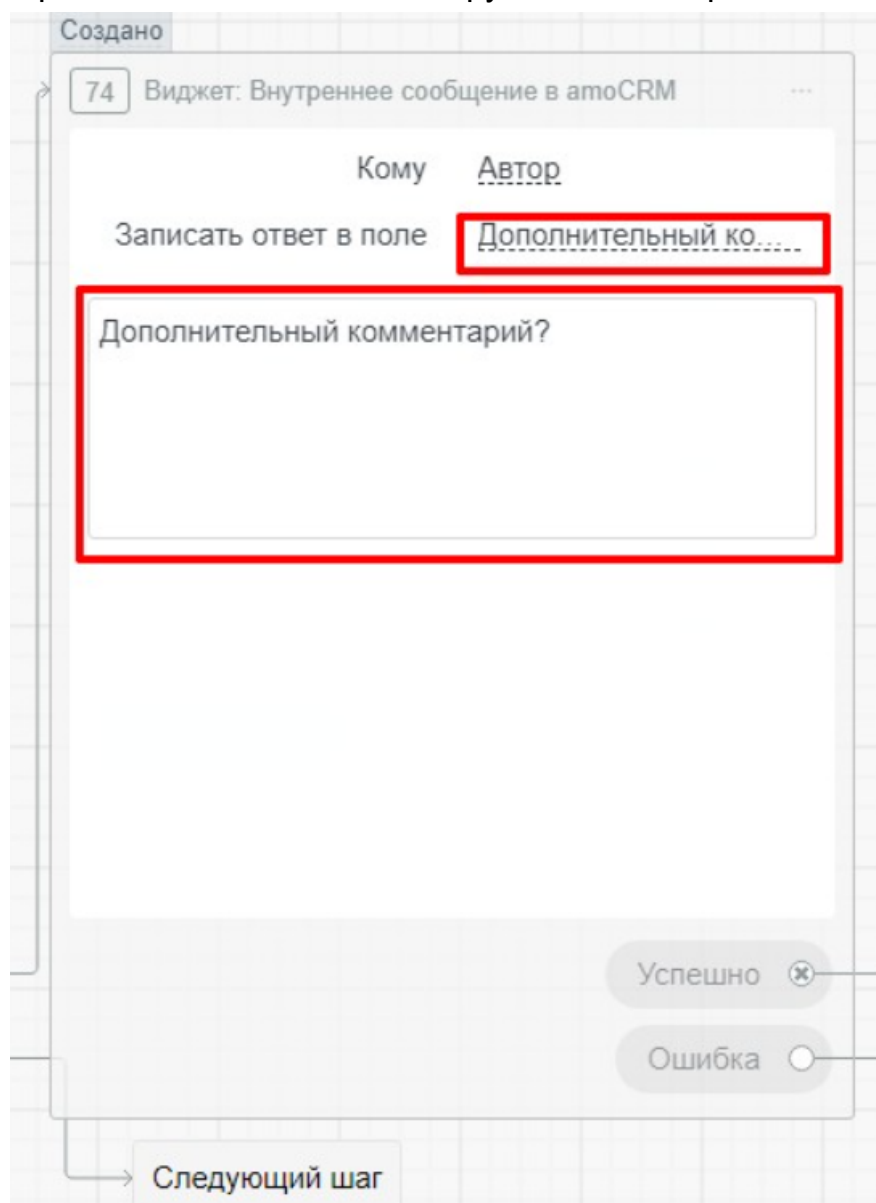 Создано
74 Виджет: Внутреннее сообщение в amoCRM ...
Кому Автор
Записать ответ в поле Дополнительный ко...
Дополнительный комментарий?
Успешно
Ошибка
Следующий шаг